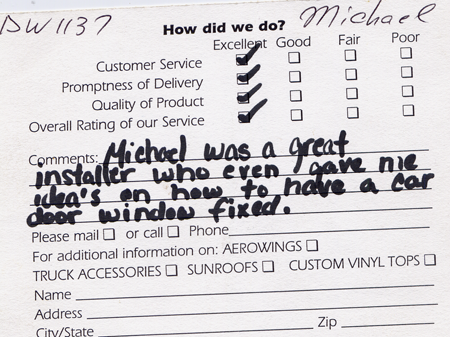 DW1137 How did we do? Michael
Excellent Good Fair Poor
Customer Service ☑ ☐ ☐ ☐
Promptness of Delivery ☑ ☐ ☐ ☐
Quality of Product ☑ ☐ ☐ ☐
Overall Rating of our Service ☑ ☐ ☐ ☐
Comments: Michael was a great
installer who even gave me
idea's on how to have a car
door window fixed.
Please mail ☐ or call ☐ Phone
For additional information on: AEROWINGS ☐
TRUCK ACCESSORIES ☐ SUNROOFS ☐ CUSTOM VINYL TOPS ☐
Name
Address
City/State Zip